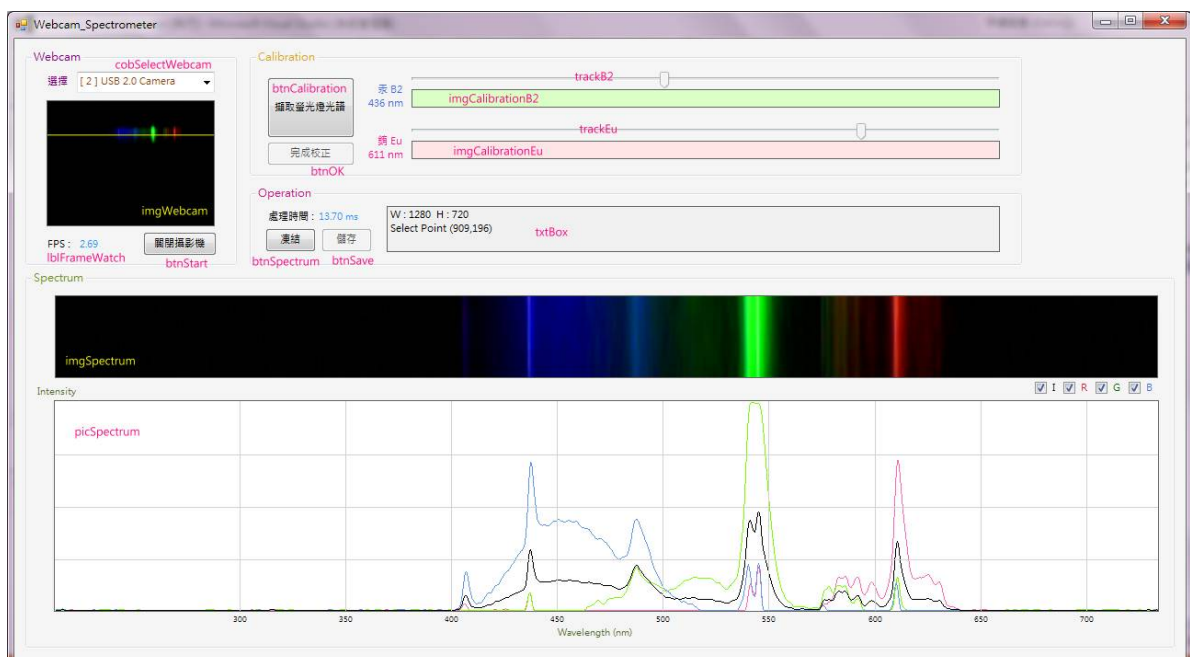 Webcam_Spectrometer
Webcam
cobSelectWebcam
選擇 [ 2 ] USB 2.0 Camera
imgWebcam
FPS : 2.69
關閉攝影機
lblFrameWatch
btnStart
Calibration
btnCalibration
擷取螢光燈光譜
汞 B2
436 nm
trackB2
imgCalibrationB2
完成校正
btnOK
銪 Eu
611 nm
trackEu
imgCalibrationEu
Operation
處理時間 : 13.70 ms
凍結
儲存
btnSpectrum
btnSave
W : 1280 H : 720
Select Point (909,196)
txtBox
Spectrum
imgSpectrum
Intensity
I R G B
picSpectrum
300 350 400 450 500 550 600 650 700
Wavelength (nm)